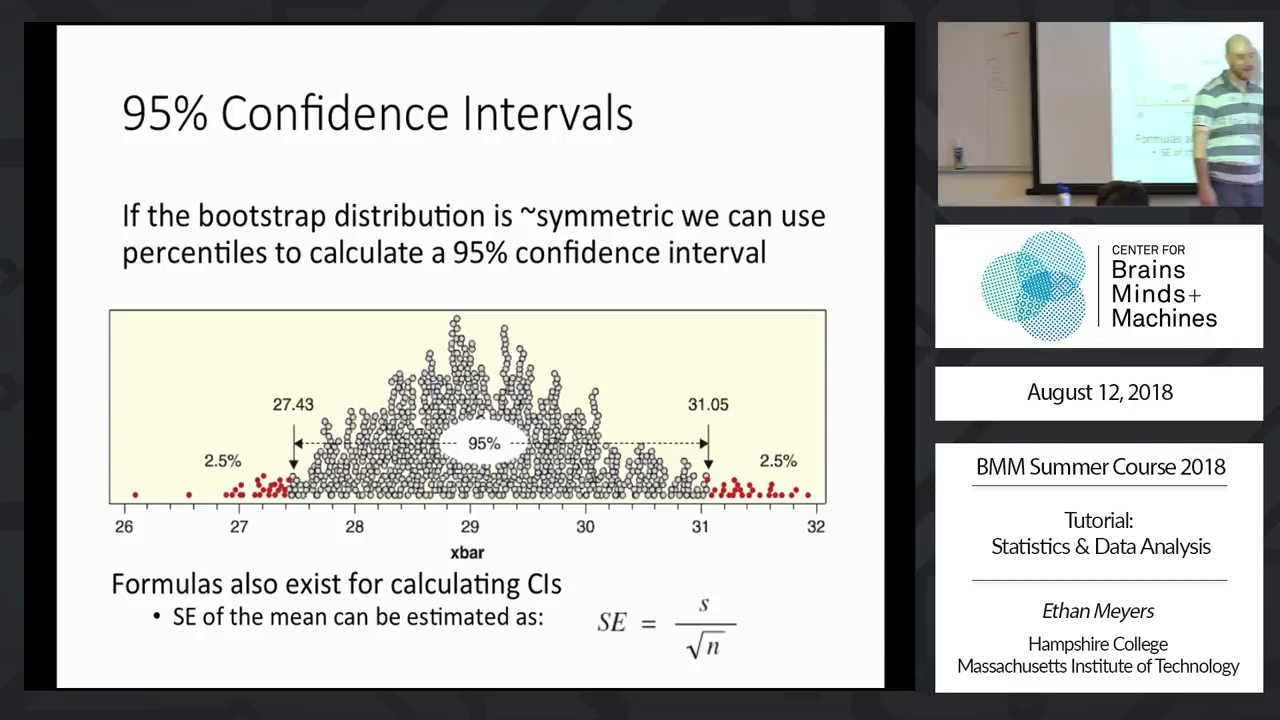 95% Confidence Intervals
If the bootstrap distribution is ~symmetric we can use
percentiles to calculate a 95% confidence interval
27.43
31.05
95%
2.5%
2.5%
26 27 28 29 30 31 32
xbar
Formulas also exist for calculating CIs
• SE of the mean can be estimated as:
SE = s / √n
CENTER FOR
Brains
Minds+
Machines
August 12, 2018
BMM Summer Course 2018
Tutorial:
Statistics & Data Analysis
Ethan Meyers
Hampshire College
Massachusetts Institute of Technology